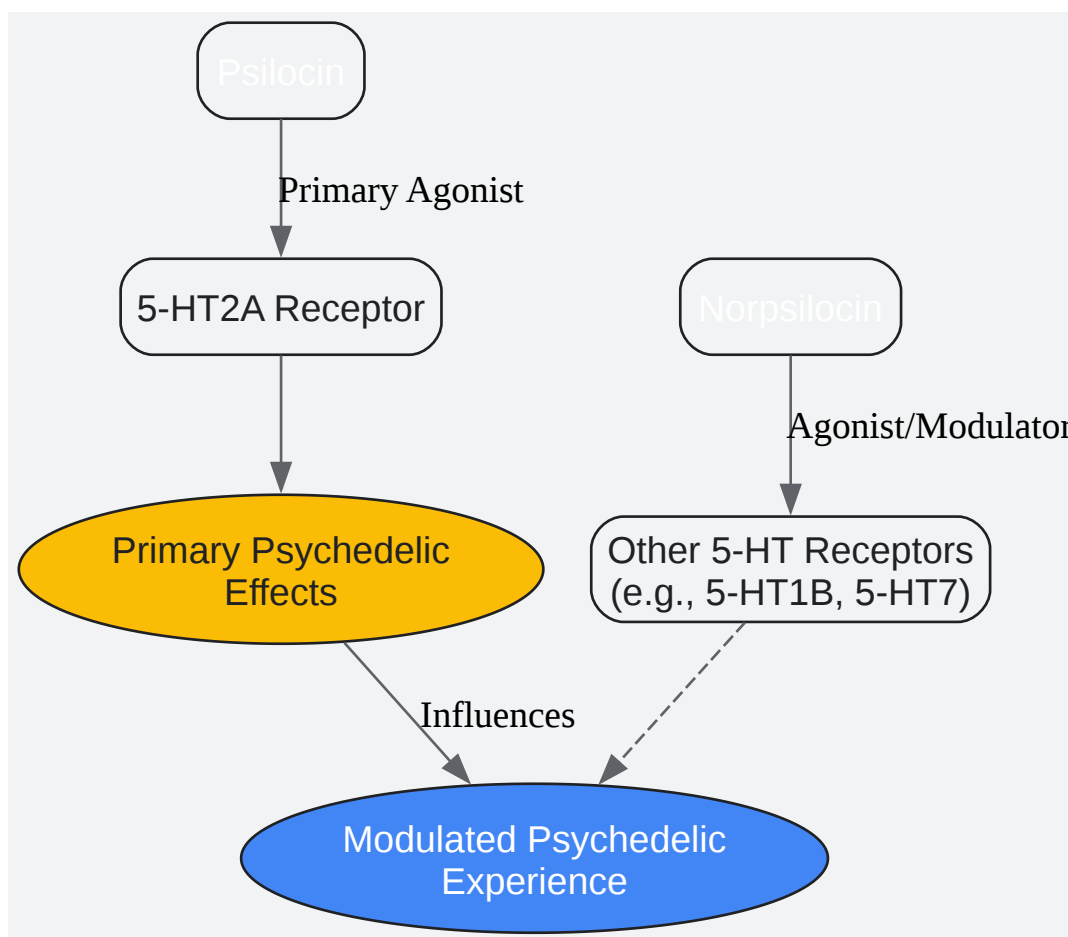 Psilocin
Primary Agonist
5-HT2A Receptor
Norpsilocin
Agonist/Modulator
Primary Psychedelic
Effects
Other 5-HT Receptors
(e.g., 5-HT1B, 5-HT7)
Influences
Modulated Psychedelic
Experience